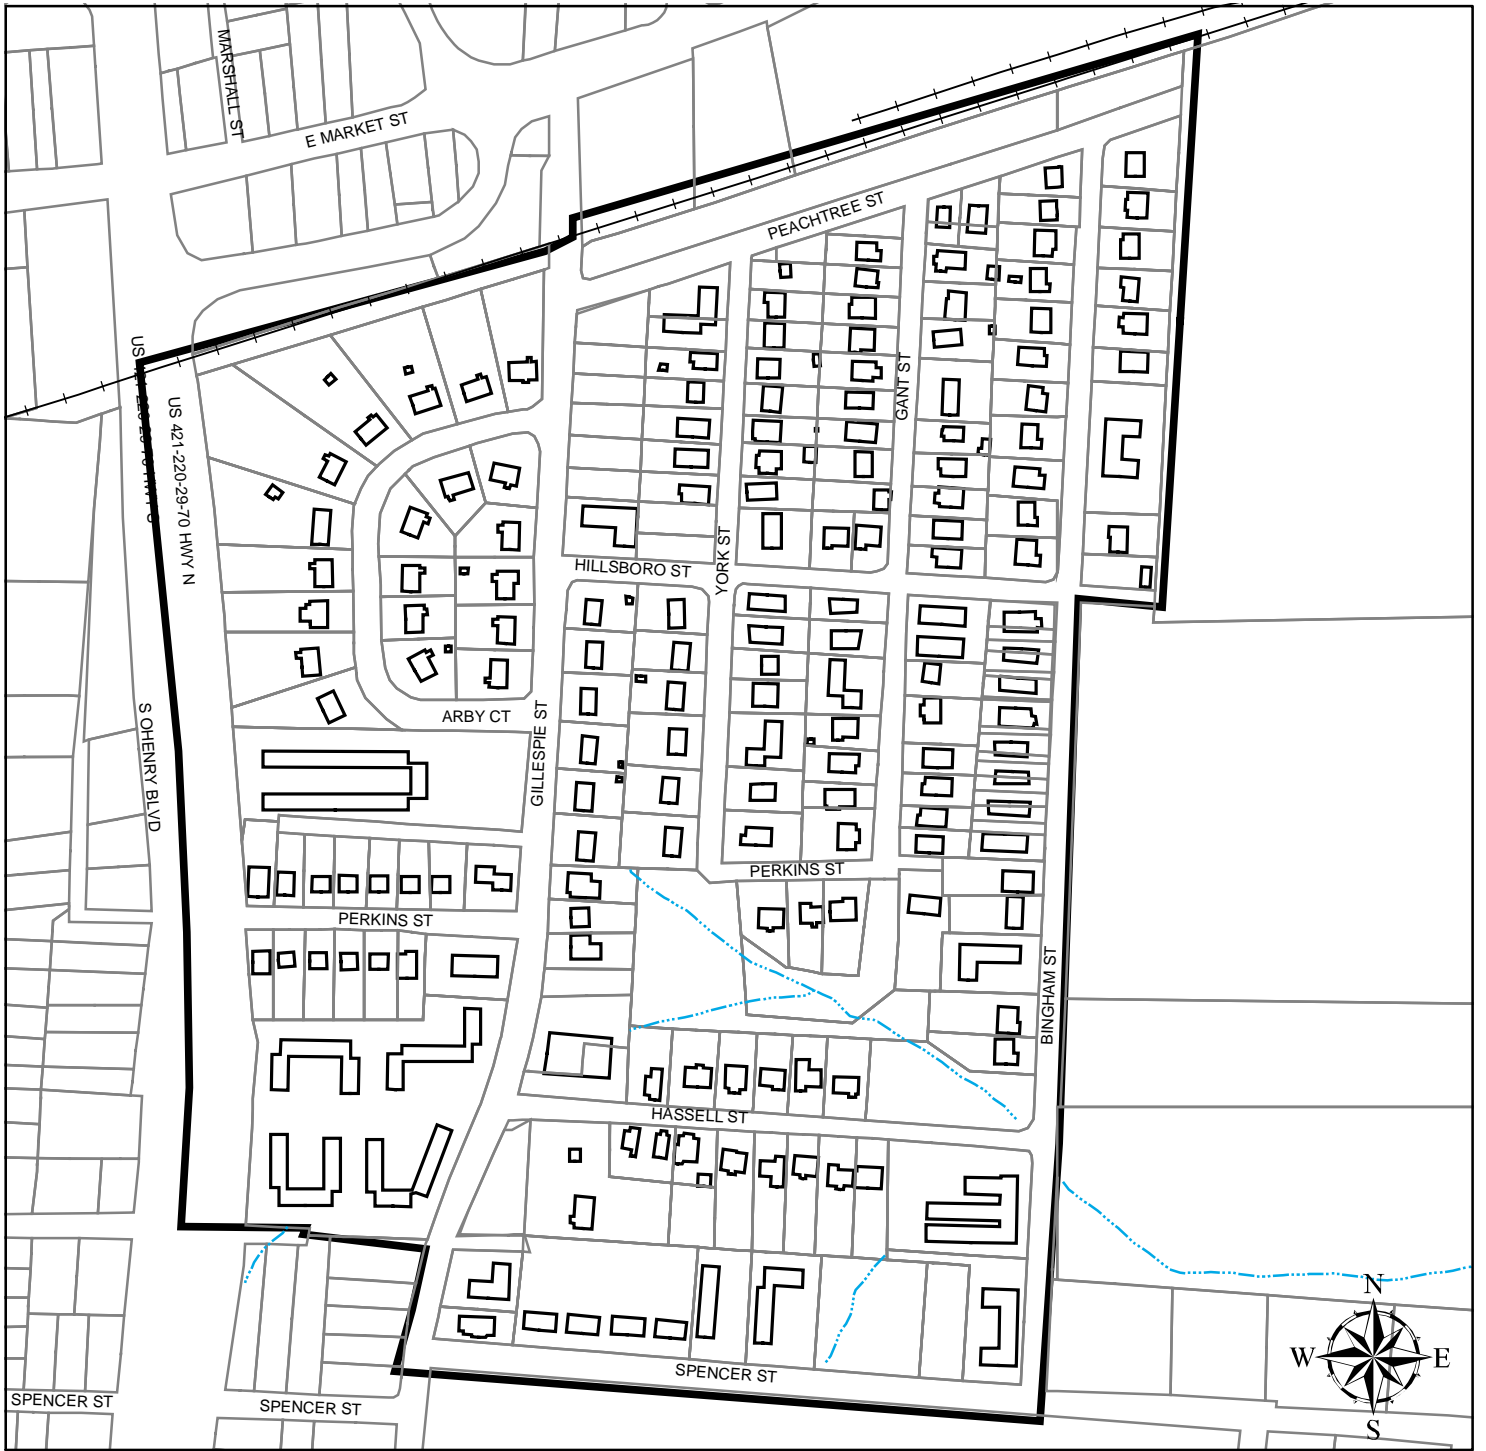 MARSHALL ST
E MARKET ST
PEACHTREE ST
US 421-220-29-70 HWY N
GANT ST
YORK ST
HILLSBORO ST
S OHENRY BLVD
ARBY CT
GILLESPIE ST
PERKINS ST
PERKINS ST
BINGHAM ST
HASSELL ST
SPENCER ST
SPENCER ST
SPENCER ST
N
W
E
S